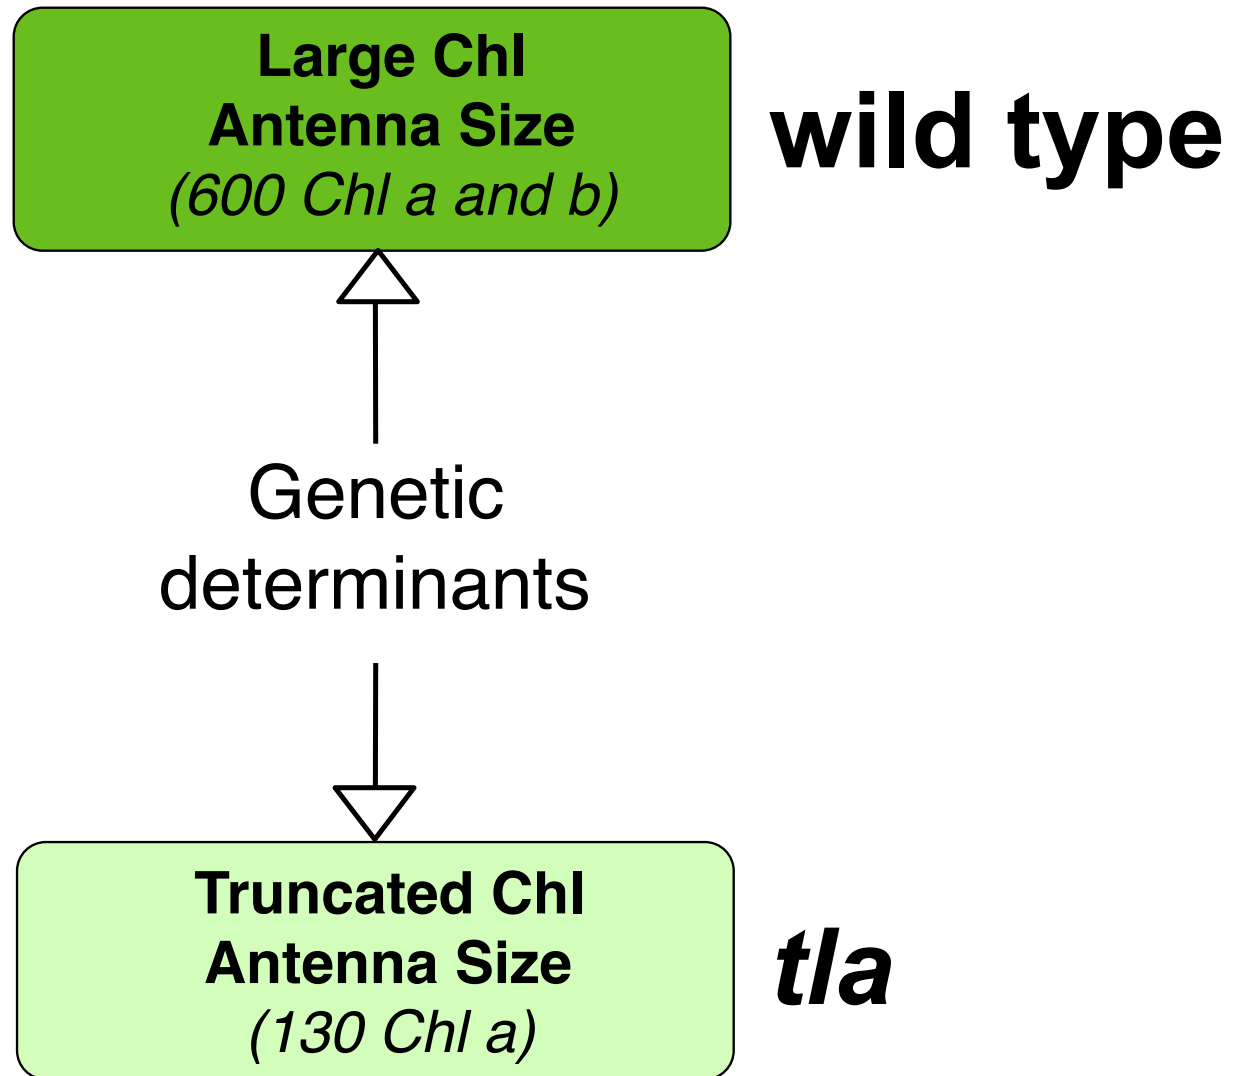 Large Chl
Antenna Size
(600 Chl a and b)
wild type
Genetic
determinants
Truncated Chl
Antenna Size
(130 Chl a)
tla